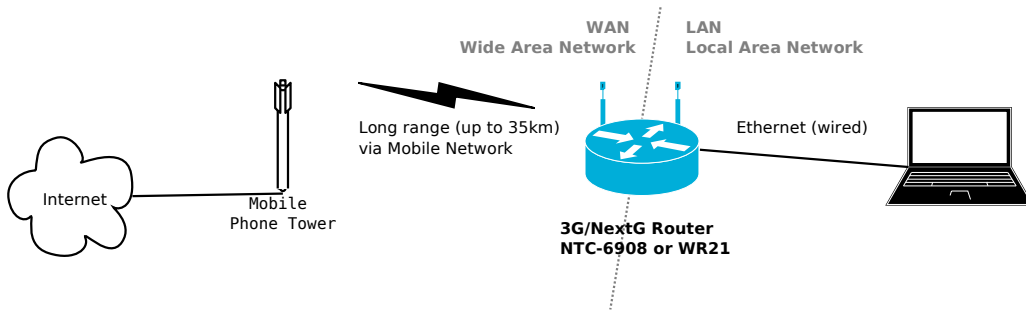 WAN
Wide Area Network
LAN
Local Area Network
Long range (up to 35km)
via Mobile Network
Ethernet (wired)
Internet
Mobile
Phone Tower
3G/NextG Router
NTC-6908 or WR21